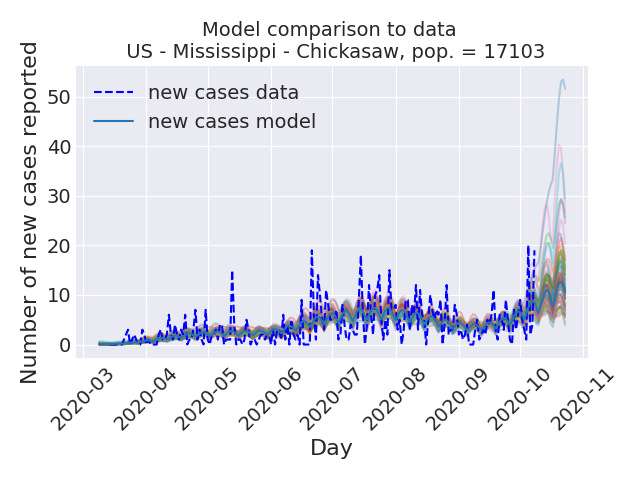 Model comparison to data
US - Mississippi - Chickasaw, pop. = 17103
Number of new cases reported
50
40
30
20
10
0
new cases data
new cases model
2020-03
2020-04
2020-05
2020-06
2020-07
2020-08
2020-09
2020-10
2020-11
Day